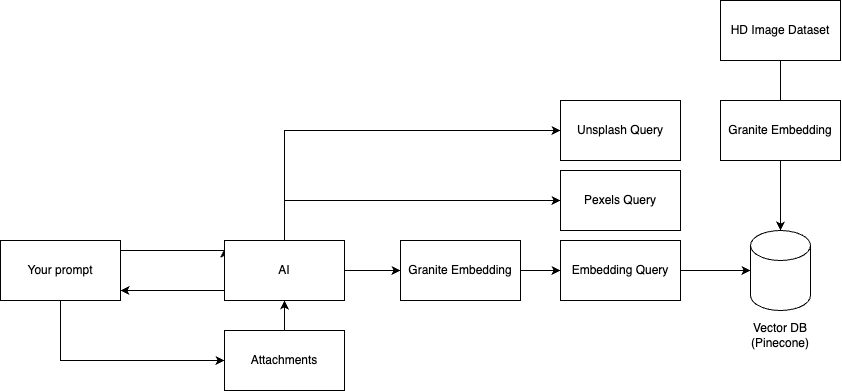 HD Image Dataset
Unsplash Query
Granite Embedding
Pexels Query
Your prompt
AI
Granite Embedding
Embedding Query
Vector DB
(Pinecone)
Attachments